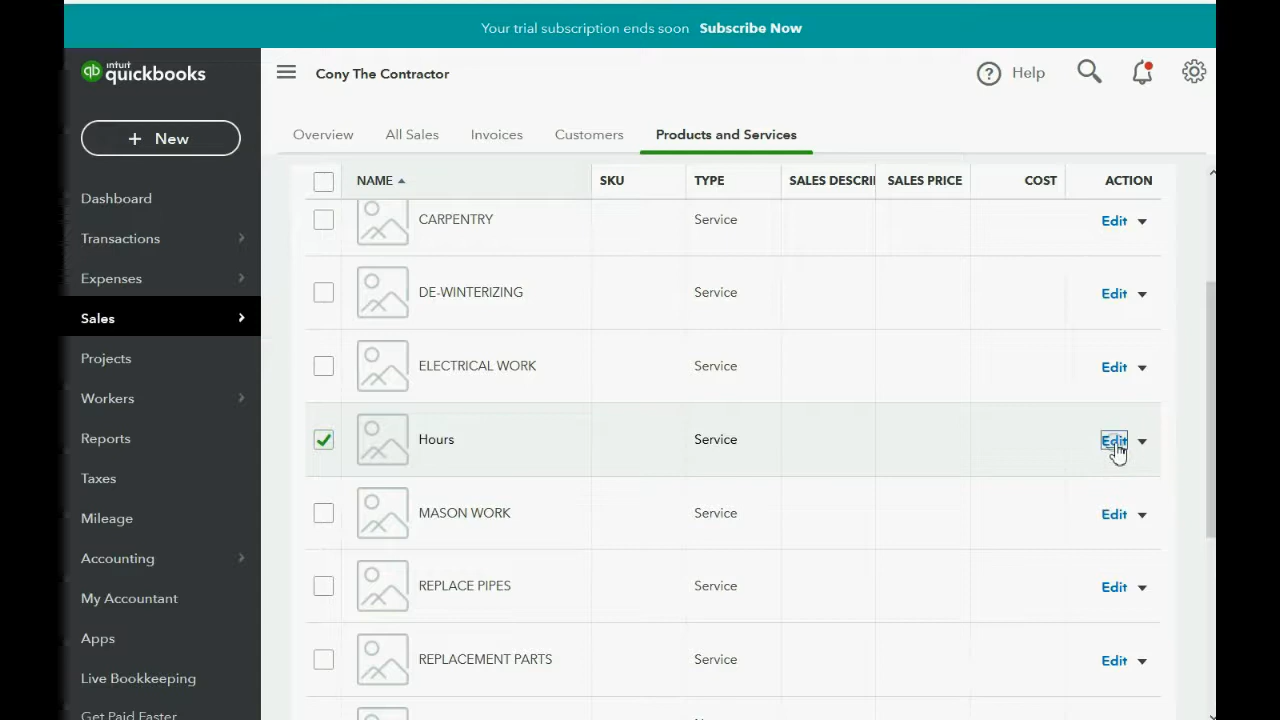 Your trial subscription ends soon Subscribe Now
qb intuit quickbooks
Cony The Contractor
Help
+ New
Overview All Sales Invoices Customers Products and Services
NAME SKU TYPE SALES DESCRI SALES PRICE COST ACTION
CARPENTRY Service Edit
DE-WINTERIZING Service Edit
ELECTRICAL WORK Service Edit
Hours Service Edit
MASON WORK Service Edit
REPLACE PIPES Service Edit
REPLACEMENT PARTS Service Edit
Dashboard
Transactions
Expenses
Sales
Projects
Workers
Reports
Taxes
Mileage
Accounting
My Accountant
Apps
Live Bookkeeping
Get Paid Faster